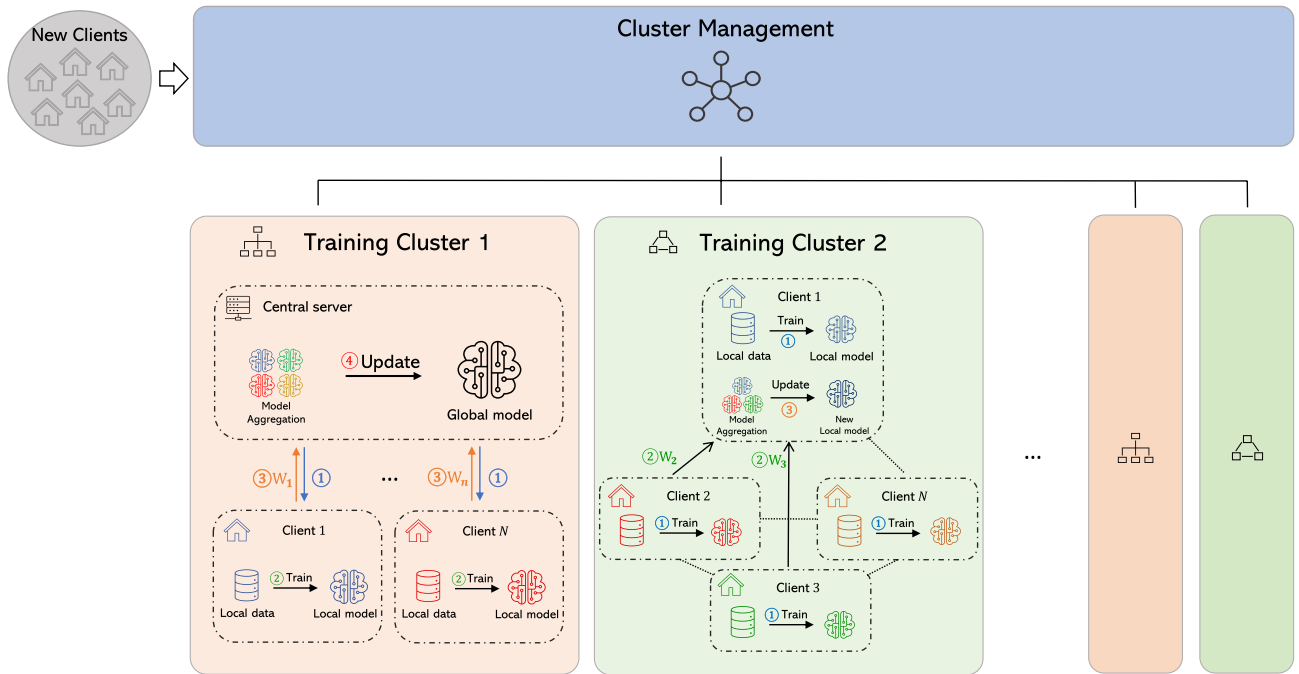 New Clients
Cluster Management
Training Cluster 1
Central server
④ Update
Model
Aggregation
Global model
③W₁ ① ... ③Wₙ ①
Client 1
② Train
Local data Local model
Client N
② Train
Local data Local model
Training Cluster 2
Client 1
Train
①
Local data Local model
Update
③
Model
Aggregation
New
Local model
②W₂
②W₃
Client 2
① Train
Client N
① Train
Client 3
① Train
...